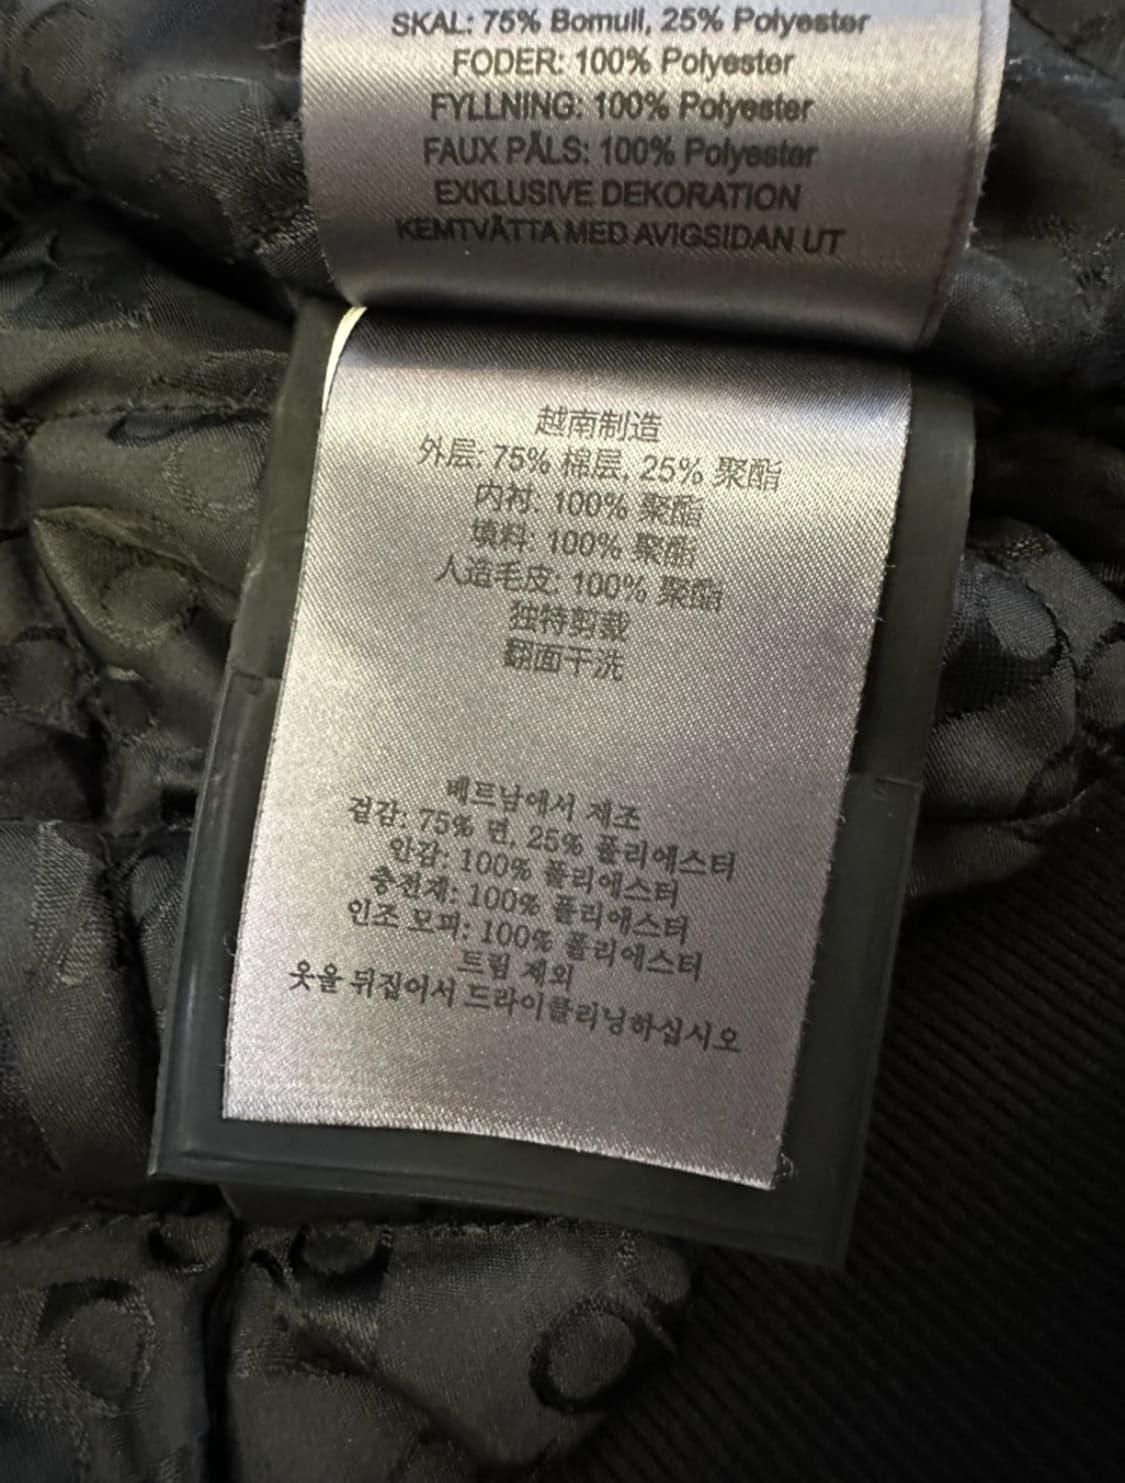 SKAL: 75% Bomull, 25% Polyester
FODER: 100% Polyester
FYLLNING: 100% Polyester
FAUX PÄLS: 100% Polyester
EXKLUSIVE DEKORATION
KEMTVÄTTA MED AVIGSIDAN UT
越南制造
外层: 75% 棉层, 25% 聚酯
内衬: 100% 聚酯
填料: 100% 聚酯
人造毛皮: 100% 聚酯
独特剪裁
翻面干洗
베트남에서 제조
겉감: 75% 면, 25% 폴리에스터
안감: 100% 폴리에스터
충전재: 100% 폴리에스터
인조 모피: 100% 폴리에스터
트림 제외
옷을 뒤집어서 드라이클리닝하십시오